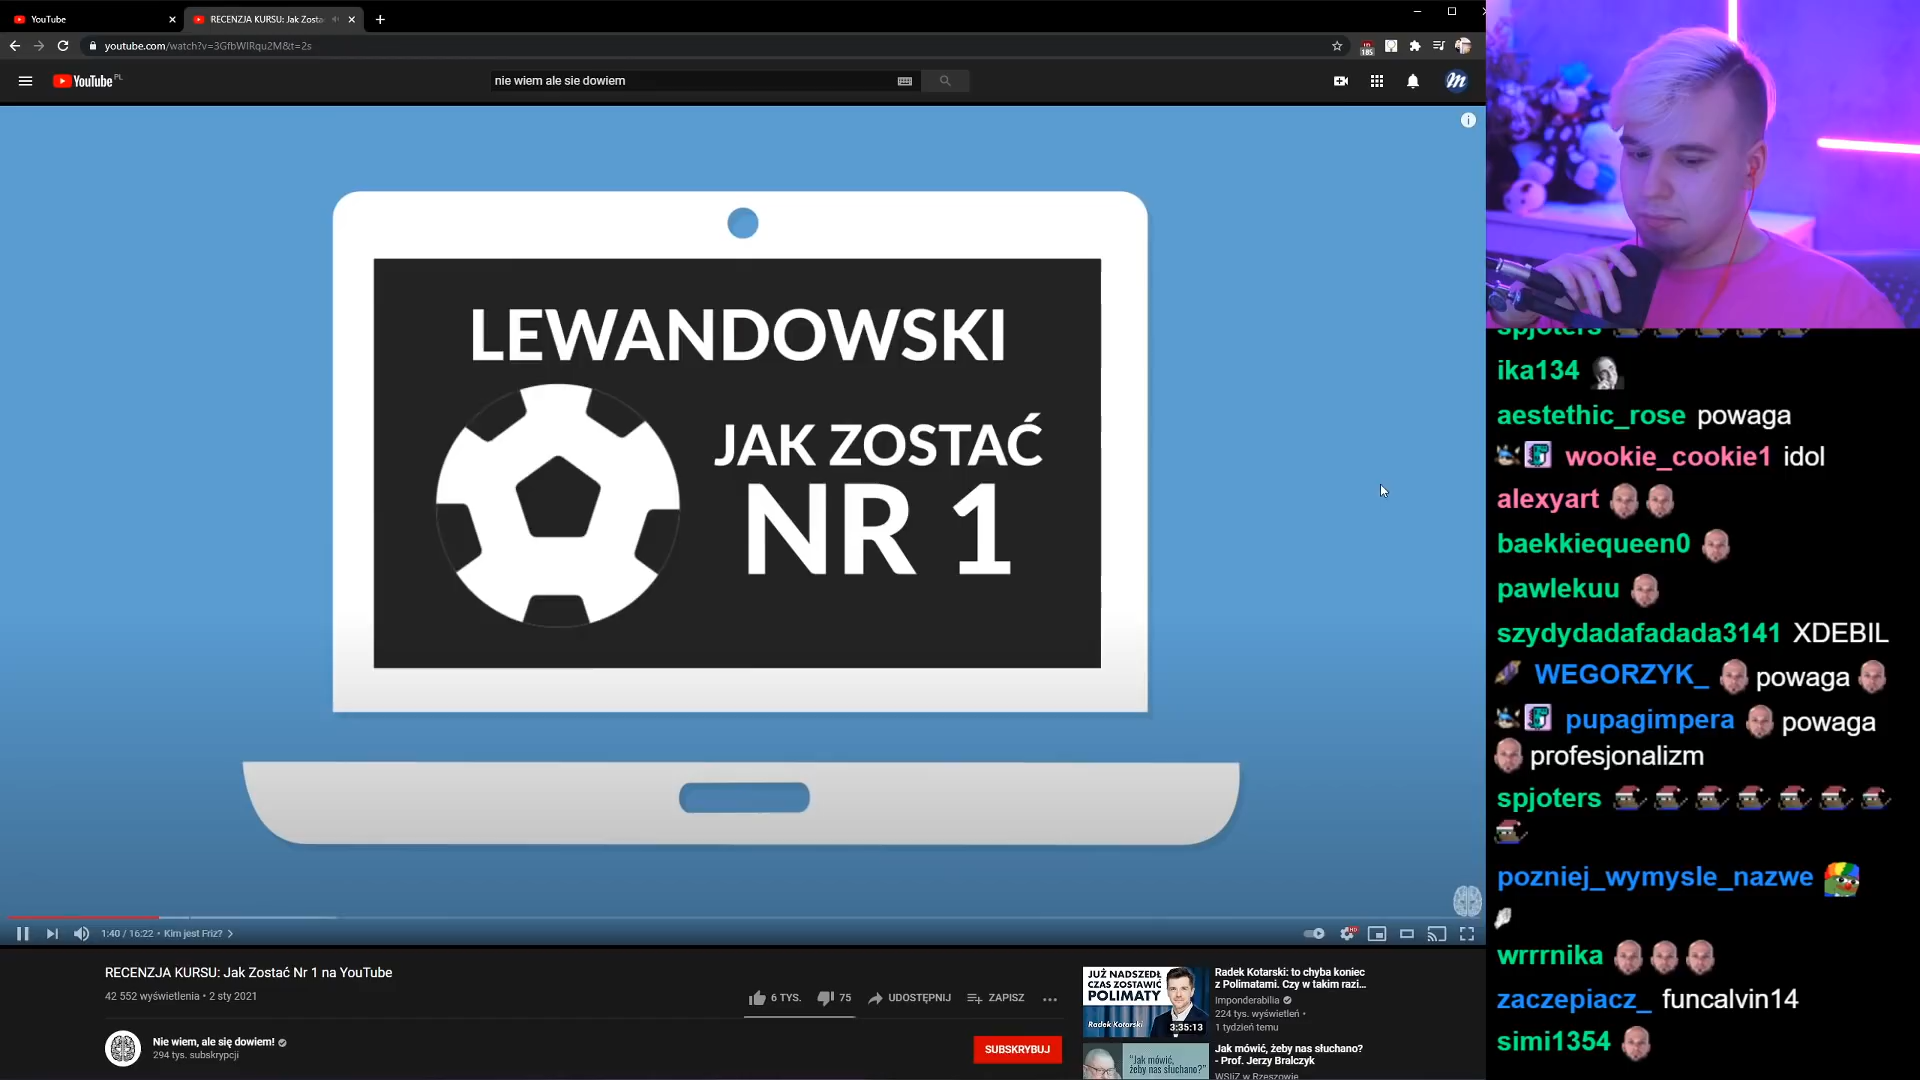 YouTube
RECENZJA KURSU: Jak Zosta
youtube.com/watch?v=3GfbWlRqu2M&t=2s
185
YouTube PL
nie wiem ale sie dowiem
LEWANDOWSKI
JAK ZOSTAĆ
NR 1
1:40 / 16:22 • Kim jest Friz?
RECENZJA KURSU: Jak Zostać Nr 1 na YouTube
42 552 wyświetlenia • 2 sty 2021
6 TYS.
75
UDOSTĘPNIJ
ZAPISZ
Nie wiem, ale się dowiem!
294 tys. subskrypcji
SUBSKRYBUJ
JUŻ NADSZEDŁ
CZAS ZOSTAWIĆ
POLIMATY
Radek Kotarski
3:35:13
Radek Kotarski: to chyba koniec
z Polimatami. Czy w takim razi...
Imponderabilia
224 tys. wyświetleń •
1 tydzień temu
"Jak mówić,
żeby nas słuchano?"
Jak mówić, żeby nas słuchano?
- Prof. Jerzy Bralczyk
WSIiZ w Rzeszowie
spjoters
ika134
aestethic_rose powaga
wookie_cookie1 idol
alexyart
baekkiequeen0
pawlekuu
szydydadafadada3141 XDEBIL
WEGORZYK_ powaga
pupagimpera powaga
profesjonalizm
spjoters
pozniej_wymysle_nazwe
wrrrnika
zaczepiacz_ funcalvin14
simi1354